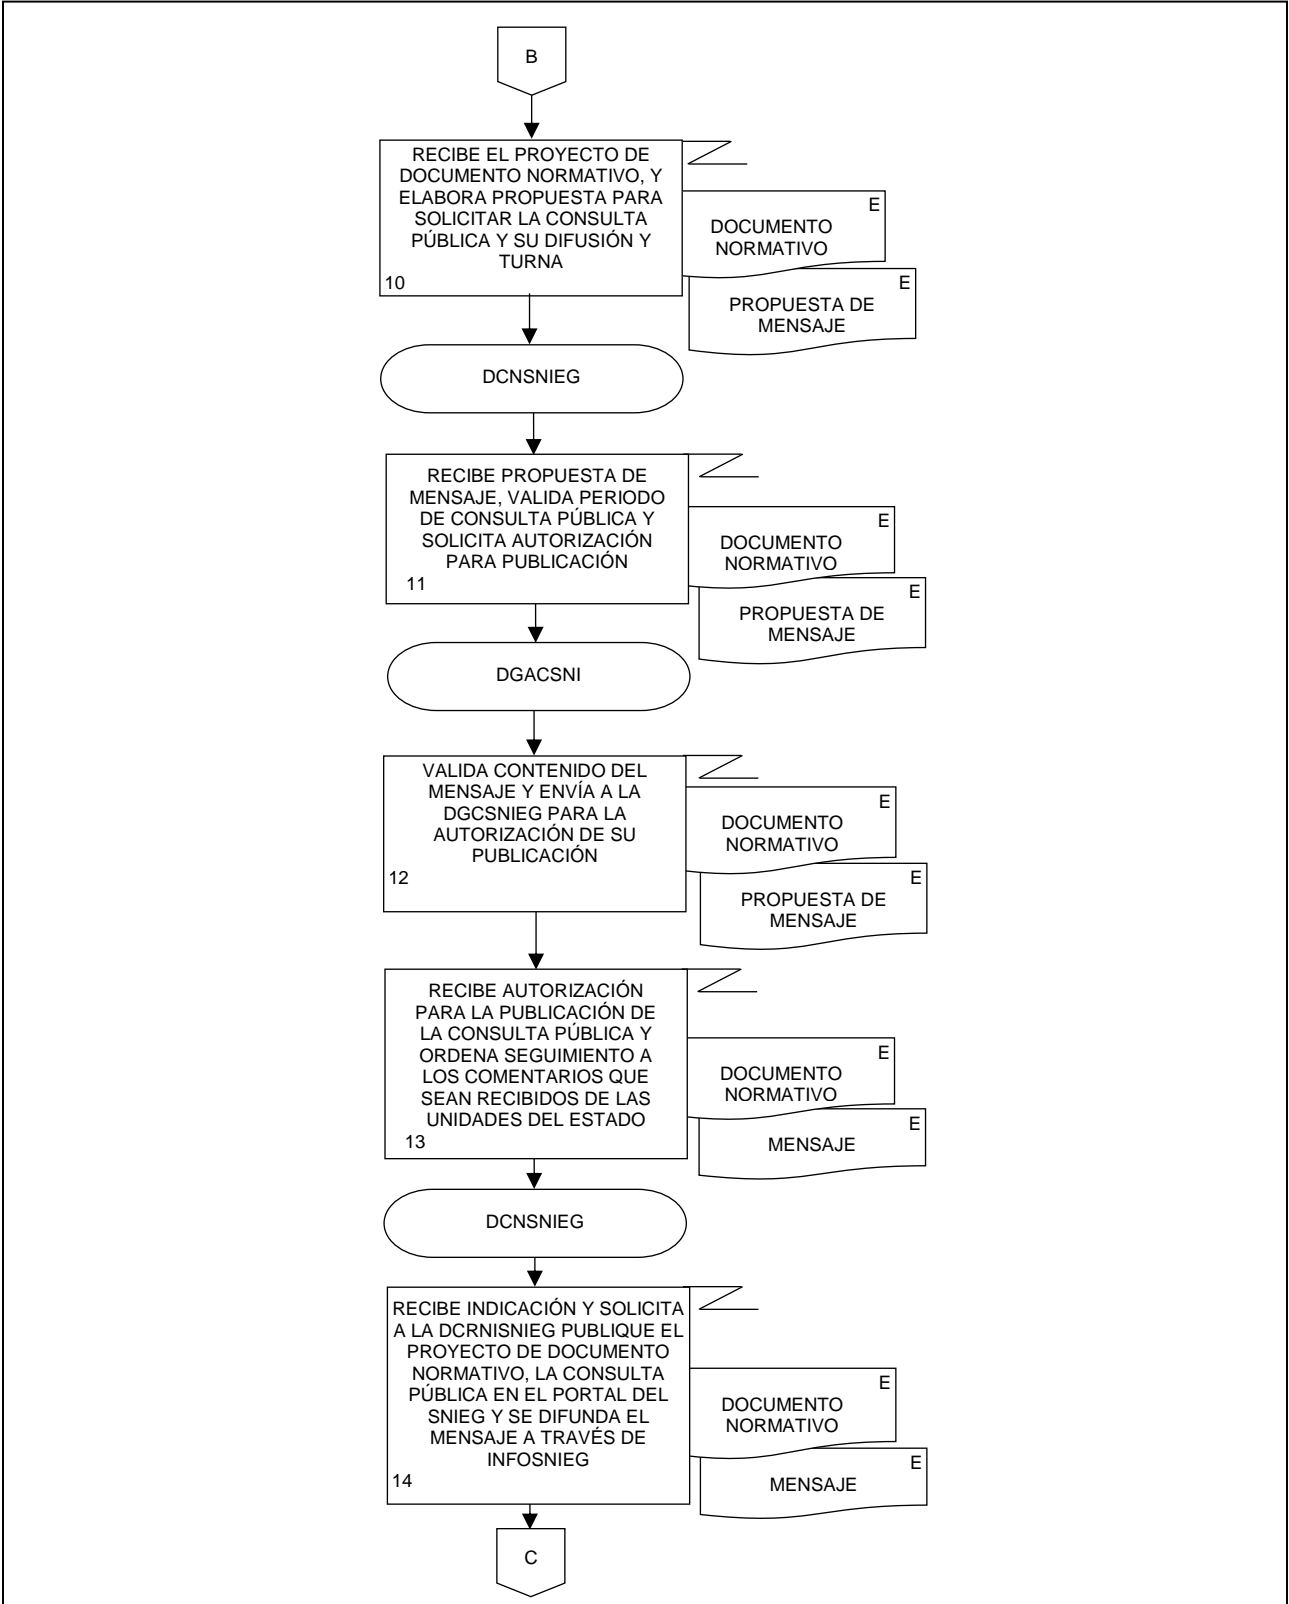 B
RECIBE EL PROYECTO DE
DOCUMENTO NORMATIVO, Y
ELABORA PROPUESTA PARA
SOLICITAR LA CONSULTA
PÚBLICA Y SU DIFUSIÓN Y
TURNA
10
E
DOCUMENTO
NORMATIVO
E
PROPUESTA DE
MENSAJE
DCNSNIEG
RECIBE PROPUESTA DE
MENSAJE, VALIDA PERIODO
DE CONSULTA PÚBLICA Y
SOLICITA AUTORIZACIÓN
PARA PUBLICACIÓN
11
E
DOCUMENTO
NORMATIVO
E
PROPUESTA DE
MENSAJE
DGACSNI
VALIDA CONTENIDO DEL
MENSAJE Y ENVÍA A LA
DGCSNIEG PARA LA
AUTORIZACIÓN DE SU
PUBLICACIÓN
12
E
DOCUMENTO
NORMATIVO
E
PROPUESTA DE
MENSAJE
RECIBE AUTORIZACIÓN
PARA LA PUBLICACIÓN DE
LA CONSULTA PÚBLICA Y
ORDENA SEGUIMIENTO A
LOS COMENTARIOS QUE
SEAN RECIBIDOS DE LAS
UNIDADES DEL ESTADO
13
E
DOCUMENTO
NORMATIVO
E
MENSAJE
DCNSNIEG
RECIBE INDICACIÓN Y SOLICITA
A LA DCRNISNIEG PUBLIQUE EL
PROYECTO DE DOCUMENTO
NORMATIVO, LA CONSULTA
PÚBLICA EN EL PORTAL DEL
SNIEG Y SE DIFUNDA EL
MENSAJE A TRAVÉS DE
INFOSNIEG
14
E
DOCUMENTO
NORMATIVO
E
MENSAJE
C